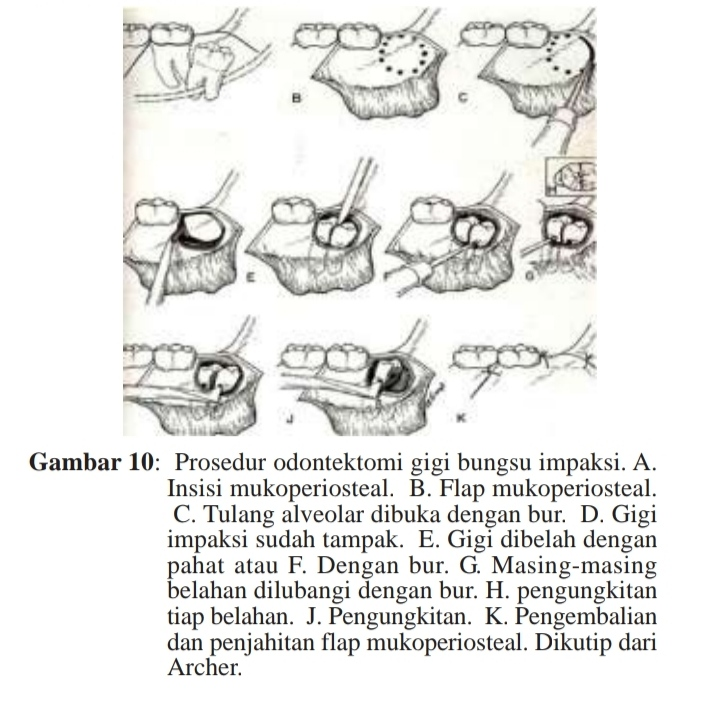 B
C
E
G
H
J
K
Gambar 10: Prosedur odontektomi gigi bungsu impaksi. A.
Insisi mukoperiosteal. B. Flap mukoperiosteal.
C. Tulang alveolar dibuka dengan bur. D. Gigi
impaksi sudah tampak. E. Gigi dibelah dengan
pahat atau F. Dengan bur. G. Masing-masing
belahan dilubangi dengan bur. H. pengungkitan
tiap belahan. J. Pengungkitan. K. Pengembalian
dan penjahitan flap mukoperiosteal. Dikutip dari
Archer.